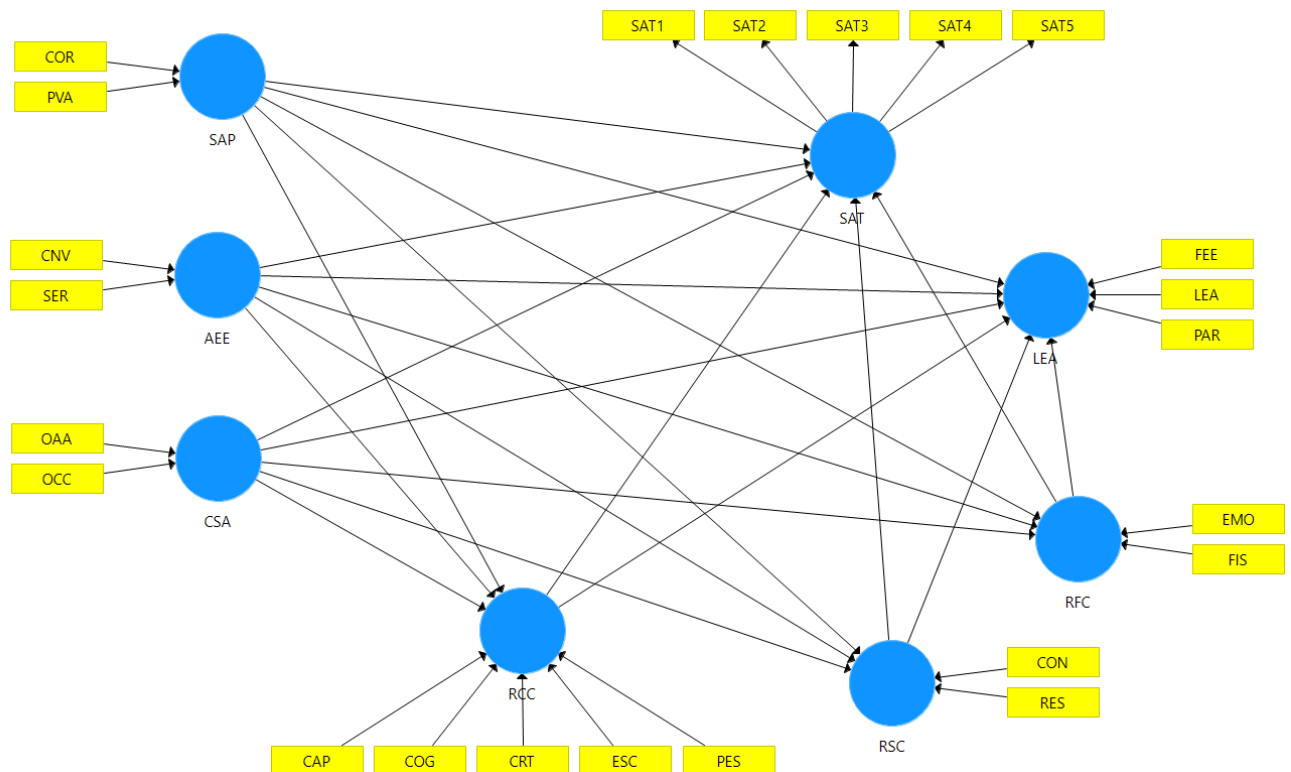 SAT1 SAT2 SAT3 SAT4 SAT5
COR
PVA
SAP
SAT
CNV
SER
AEE
FEE
LEA
PAR
LEA
OAA
OCC
CSA
EMO
FIS
RFC
CON
RES
RSC
RCC
CAP COG CRT ESC PES